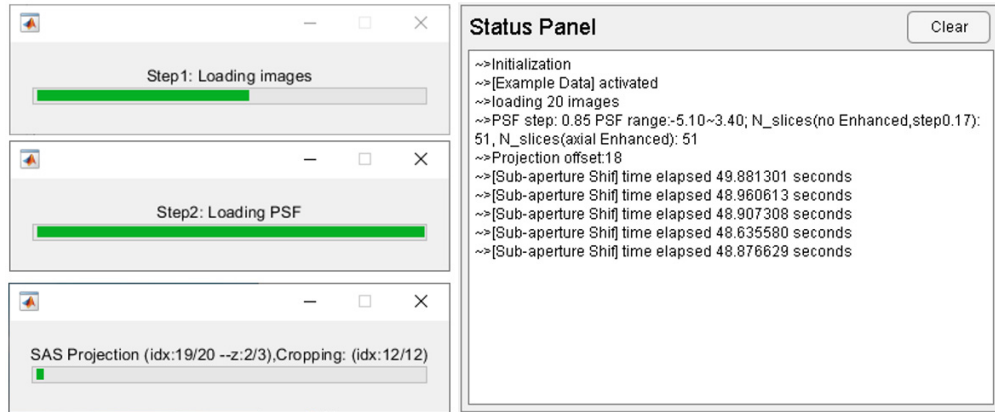 Step1: Loading images
Step2: Loading PSF
SAS Projection (idx:19/20 --z:2/3),Cropping: (idx:12/12)
Status Panel
Clear
~>Initialization
~>[Example Data] activated
~>loading 20 images
~>PSF step: 0.85 PSF range:-5.10~3.40; N_slices(no Enhanced,step0.17):
51, N_slices(axial Enhanced): 51
~>Projection offset:18
~>[Sub-aperture Shif] time elapsed 49.881301 seconds
~>[Sub-aperture Shif] time elapsed 48.960613 seconds
~>[Sub-aperture Shif] time elapsed 48.907308 seconds
~>[Sub-aperture Shif] time elapsed 48.635580 seconds
~>[Sub-aperture Shif] time elapsed 48.876629 seconds